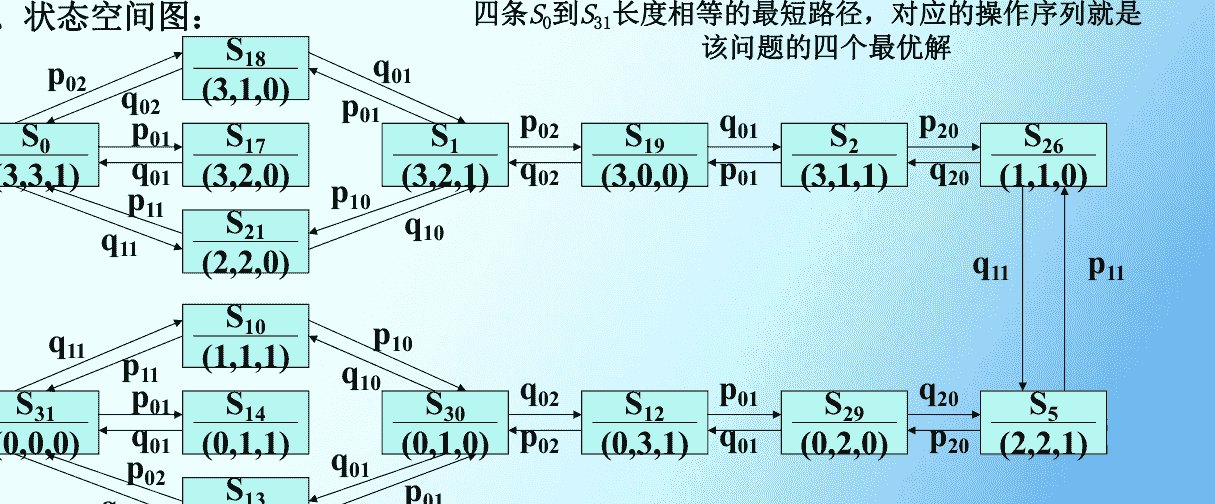 . 状态空间图：
四条S₀到S₃₁长度相等的最短路径，对应的操作序列就是
该问题的四个最优解
S₁₈
(3,1,0)
p₀₂
q₀₂
q₀₁
p₀₁
S₀
(3,3,1)
p₀₁
q₀₁
S₁₇
(3,2,0)
S₁
(3,2,1)
p₀₂
q₀₂
S₁₉
(3,0,0)
q₀₁
p₀₁
S₂
(3,1,1)
p₂₀
q₂₀
S₂₆
(1,1,0)
p₁₁
q₁₁
S₂₁
(2,2,0)
p₁₀
q₁₀
q₁₁
p₁₁
S₁₀
(1,1,1)
q₁₁
p₁₁
p₁₀
q₁₀
S₃₁
(0,0,0)
p₀₁
q₀₁
S₁₄
(0,1,1)
S₃₀
(0,1,0)
q₀₂
p₀₂
S₁₂
(0,3,1)
p₀₁
q₀₁
S₂₉
(0,2,0)
q₂₀
p₂₀
S₅
(2,2,1)
p₀₂
S₁₃
q₀₁
p₀₁